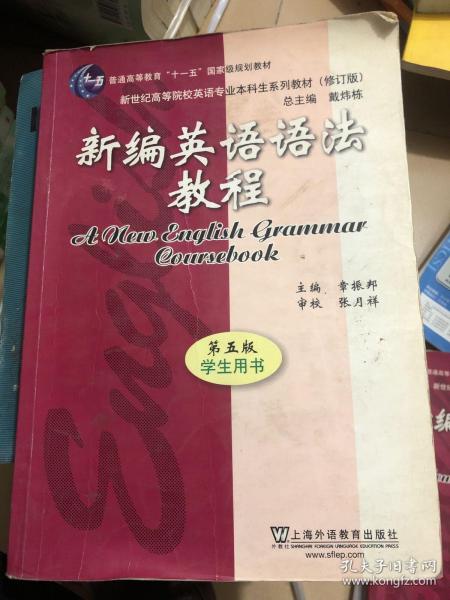 十一五 普通高等教育“十一五”国家级规划教材
新世纪高等院校英语专业本科生系列教材(修订版)
总主编 戴炜栋
新编英语语法
教程
A New English Grammar
Coursebook
主编 章振邦
审校 张月祥
第五版
学生用书
English
外教社
上海外语教育出版社
SHANGHAI FOREIGN LANGUAGE EDUCATION PRESS
www.sflep.com
孔夫子旧书网